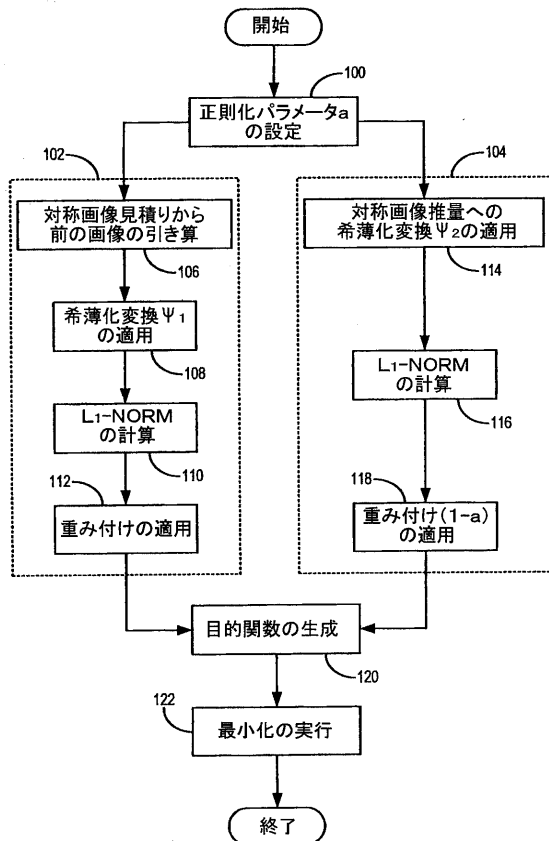 開始
100
正則化パラメータa
の設定
102
104
対称画像見積りから
前の画像の引き算
106
対称画像推量への
希薄化変換Ψ2の適用
114
希薄化変換Ψ1
の適用
108
L1-NORM
の計算
110
L1-NORM
の計算
116
112
重み付けの適用
118
重み付け(1-a)
の適用
目的関数の生成
120
122
最小化の実行
終了